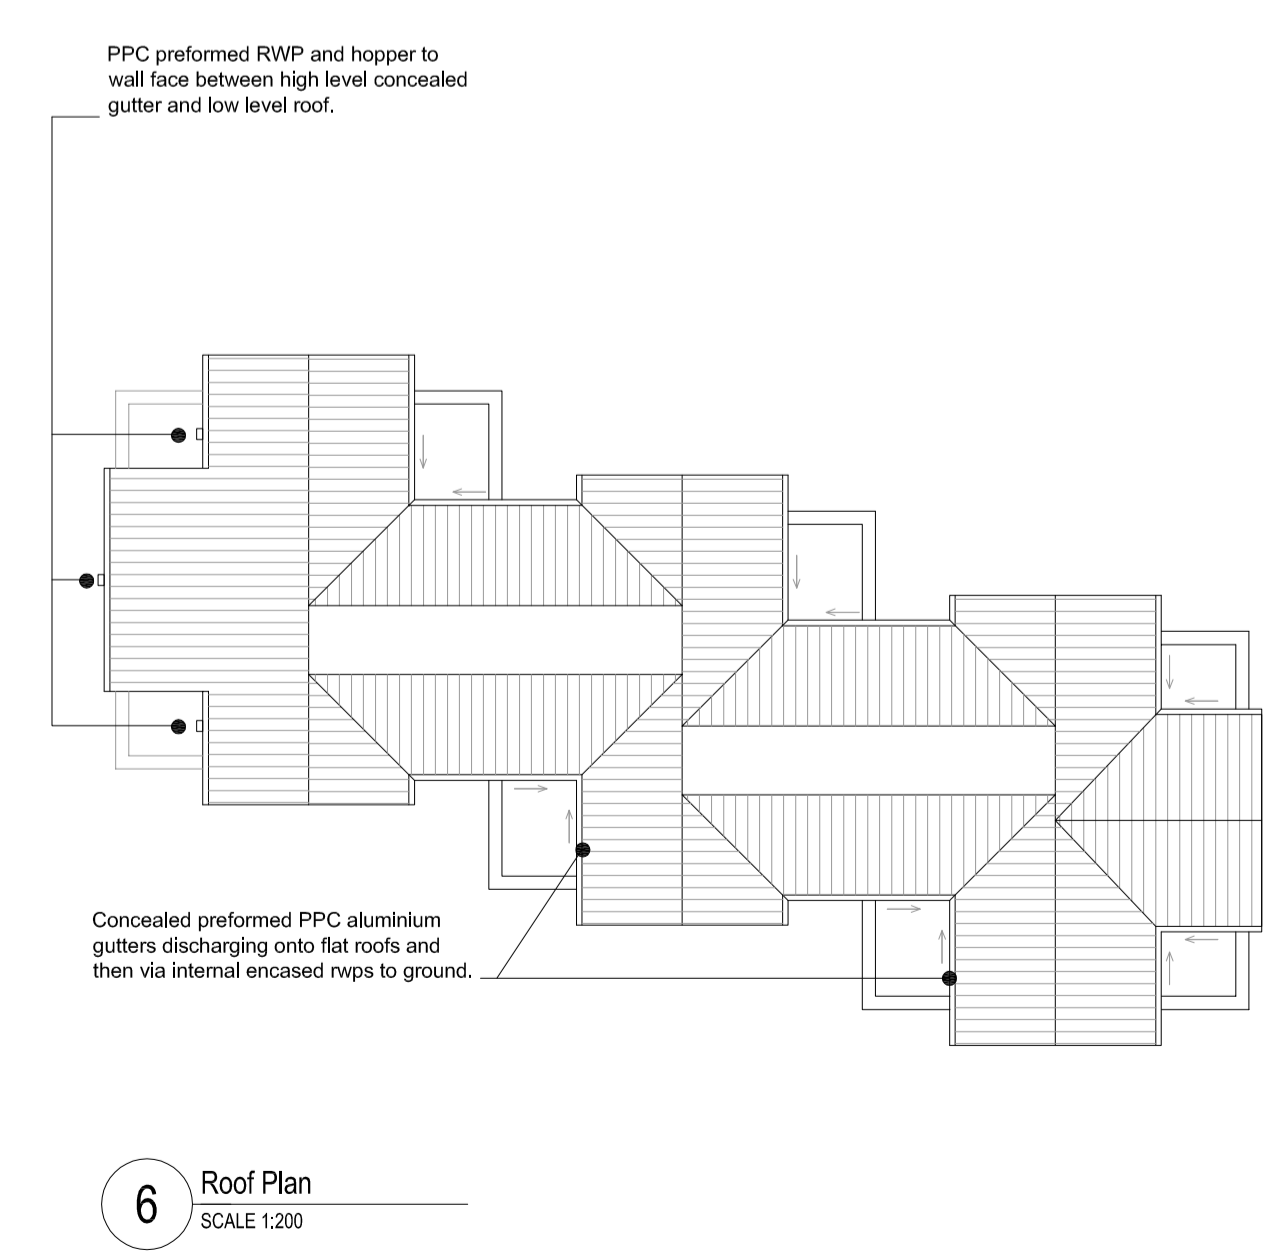 PPC preformed RWP and hopper to
wall face between high level concealed
gutter and low level roof.
Concealed preformed PPC aluminium
gutters discharging onto flat roofs and
then via internal encased rwps to ground.
6
Roof Plan
SCALE 1:200